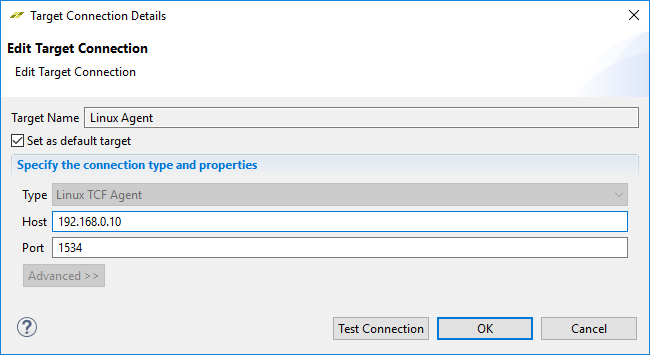 Target Connection Details
Edit Target Connection
Edit Target Connection
Target Name Linux Agent
Set as default target
Specify the connection type and properties
Type Linux TCF Agent
Host 192.168.0.10
Port 1534
Advanced >>
? Test Connection OK Cancel